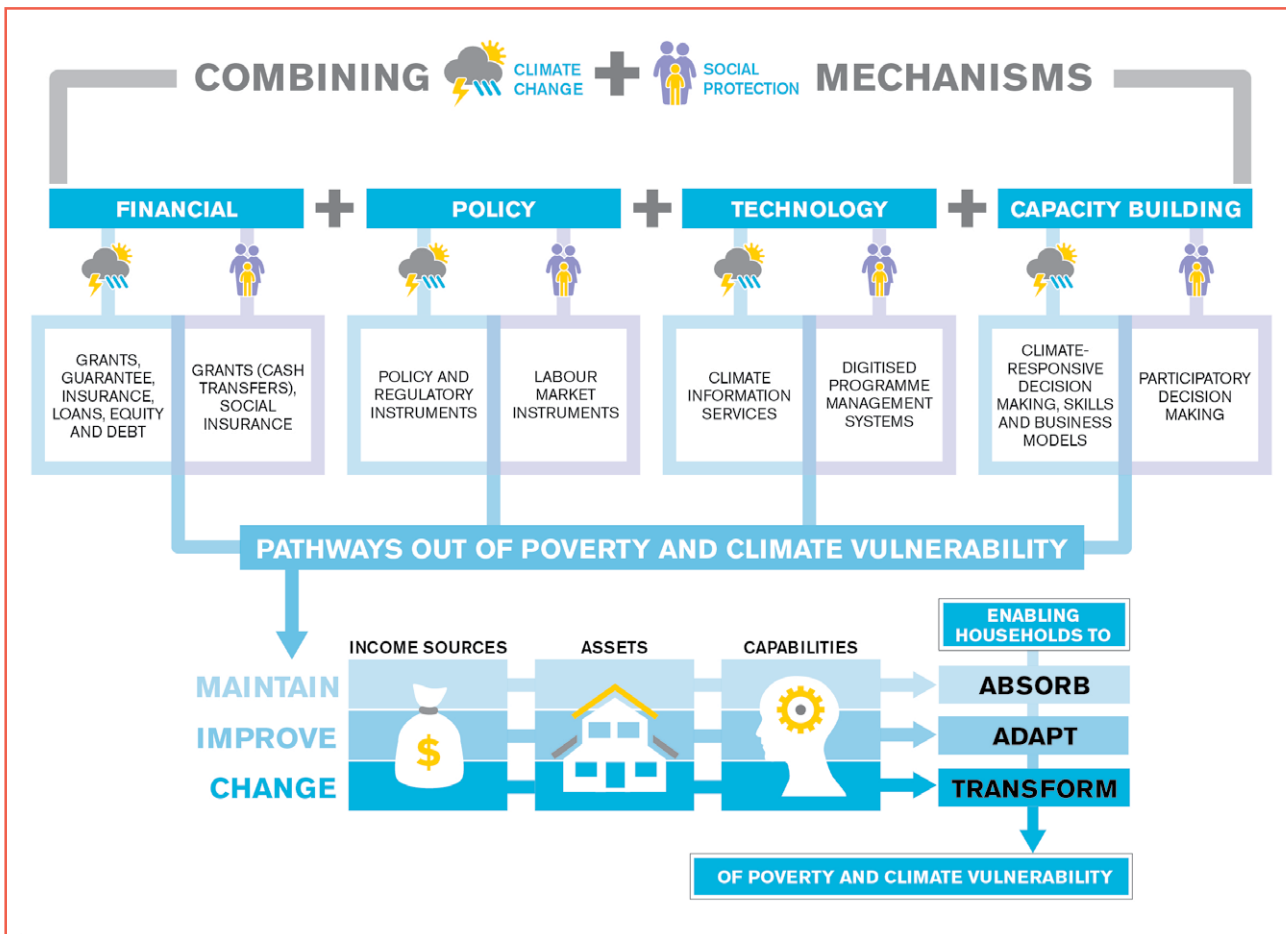 COMBINING CLIMATE CHANGE + SOCIAL PROTECTION MECHANISMS
FINANCIAL + POLICY + TECHNOLOGY + CAPACITY BUILDING
GRANTS,
GUARANTEE,
INSURANCE,
LOANS, EQUITY
AND DEBT
GRANTS (CASH
TRANSFERS),
SOCIAL
INSURANCE
POLICY AND
REGULATORY
INSTRUMENTS
LABOUR
MARKET
INSTRUMENTS
CLIMATE
INFORMATION
SERVICES
DIGITISED
PROGRAMME
MANAGEMENT
SYSTEMS
CLIMATE-
RESPONSIVE
DECISION
MAKING, SKILLS
AND BUSINESS
MODELS
PARTICIPATORY
DECISION
MAKING
PATHWAYS OUT OF POVERTY AND CLIMATE VULNERABILITY
INCOME SOURCES
ASSETS
CAPABILITIES
MAINTAIN
IMPROVE
CHANGE
$
ENABLING
HOUSEHOLDS TO
ABSORB
ADAPT
TRANSFORM
OF POVERTY AND CLIMATE VULNERABILITY